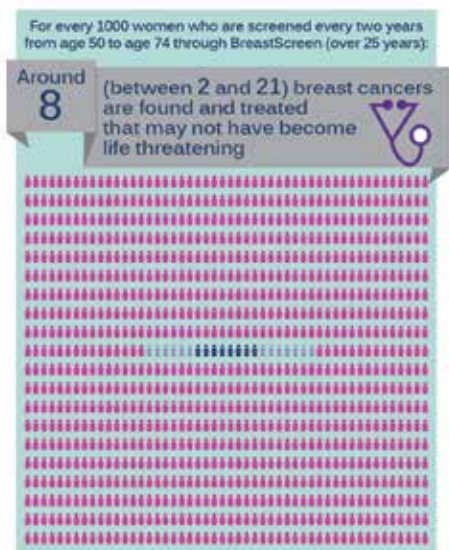 For every 1000 women who are screened every two years
from age 50 to age 74 through BreastScreen (over 25 years):
Around
8
(between 2 and 21) breast cancers
are found and treated
that may not have become
life threatening